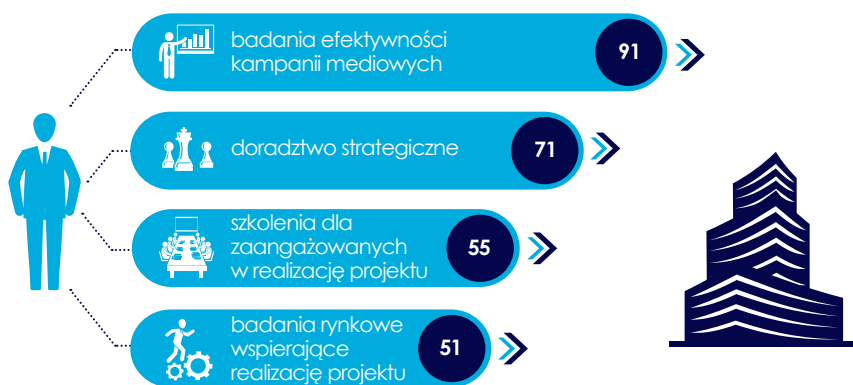 badania efektywności
kampanii mediowych
91
doradztwo strategiczne
71
szkolenia dla
zaangażowanych
w realizację projektu
55
badania rynkowe
wspierające
realizację projektu
51